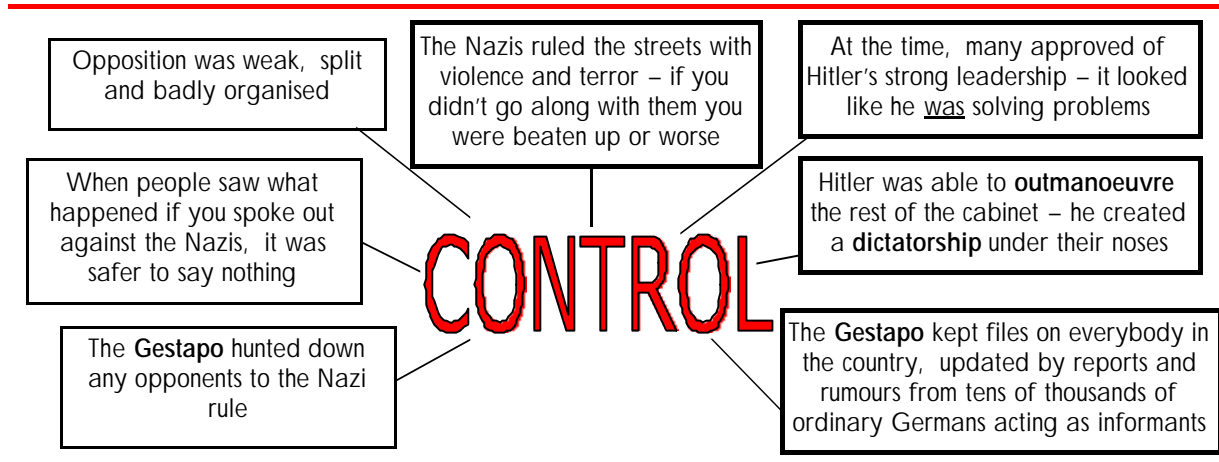 Opposition was weak, split
and badly organised
The Nazis ruled the streets with
violence and terror – if you
didn't go along with them you
were beaten up or worse
At the time, many approved of
Hitler's strong leadership – it looked
like he was solving problems
When people saw what
happened if you spoke out
against the Nazis, it was
safer to say nothing
Hitler was able to outmanoeuvre
the rest of the cabinet – he created
a dictatorship under their noses
CONTROL
The Gestapo hunted down
any opponents to the Nazi
rule
The Gestapo kept files on everybody in
the country, updated by reports and
rumours from tens of thousands of
ordinary Germans acting as informants